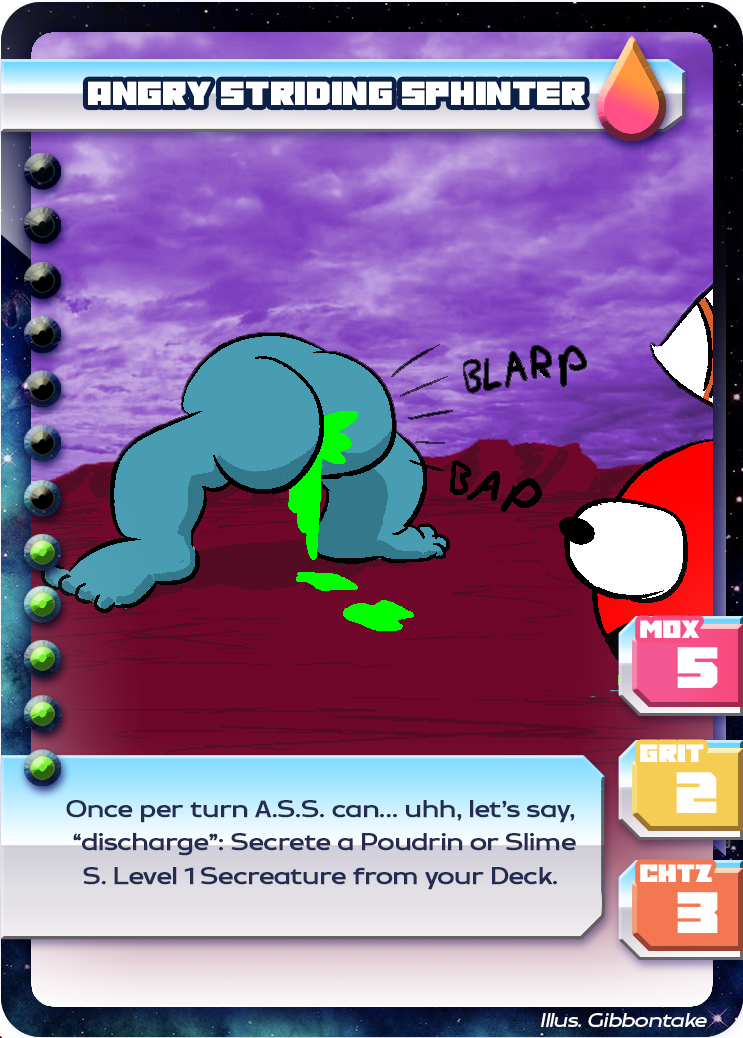 ANGRY STRIDING SPHINTER
BLARP
BAP
MOX
5
GRIT
2
CHTZ
3
Once per turn A.S.S. can... uhh, let's say,
“discharge”: Secrete a Poudrin or Slime
S. Level 1 Secreature from your Deck.
Illus. Gibbontake